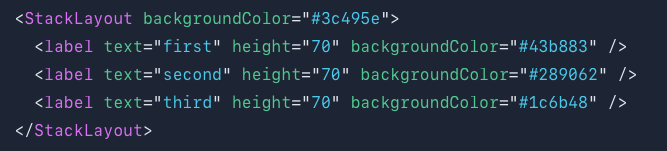 <StackLayout backgroundColor="#3c495e">
  <label text="first" height="70" backgroundColor="#43b883" />
  <label text="second" height="70" backgroundColor="#289062" />
  <label text="third" height="70" backgroundColor="#1c6b48" />
</StackLayout>